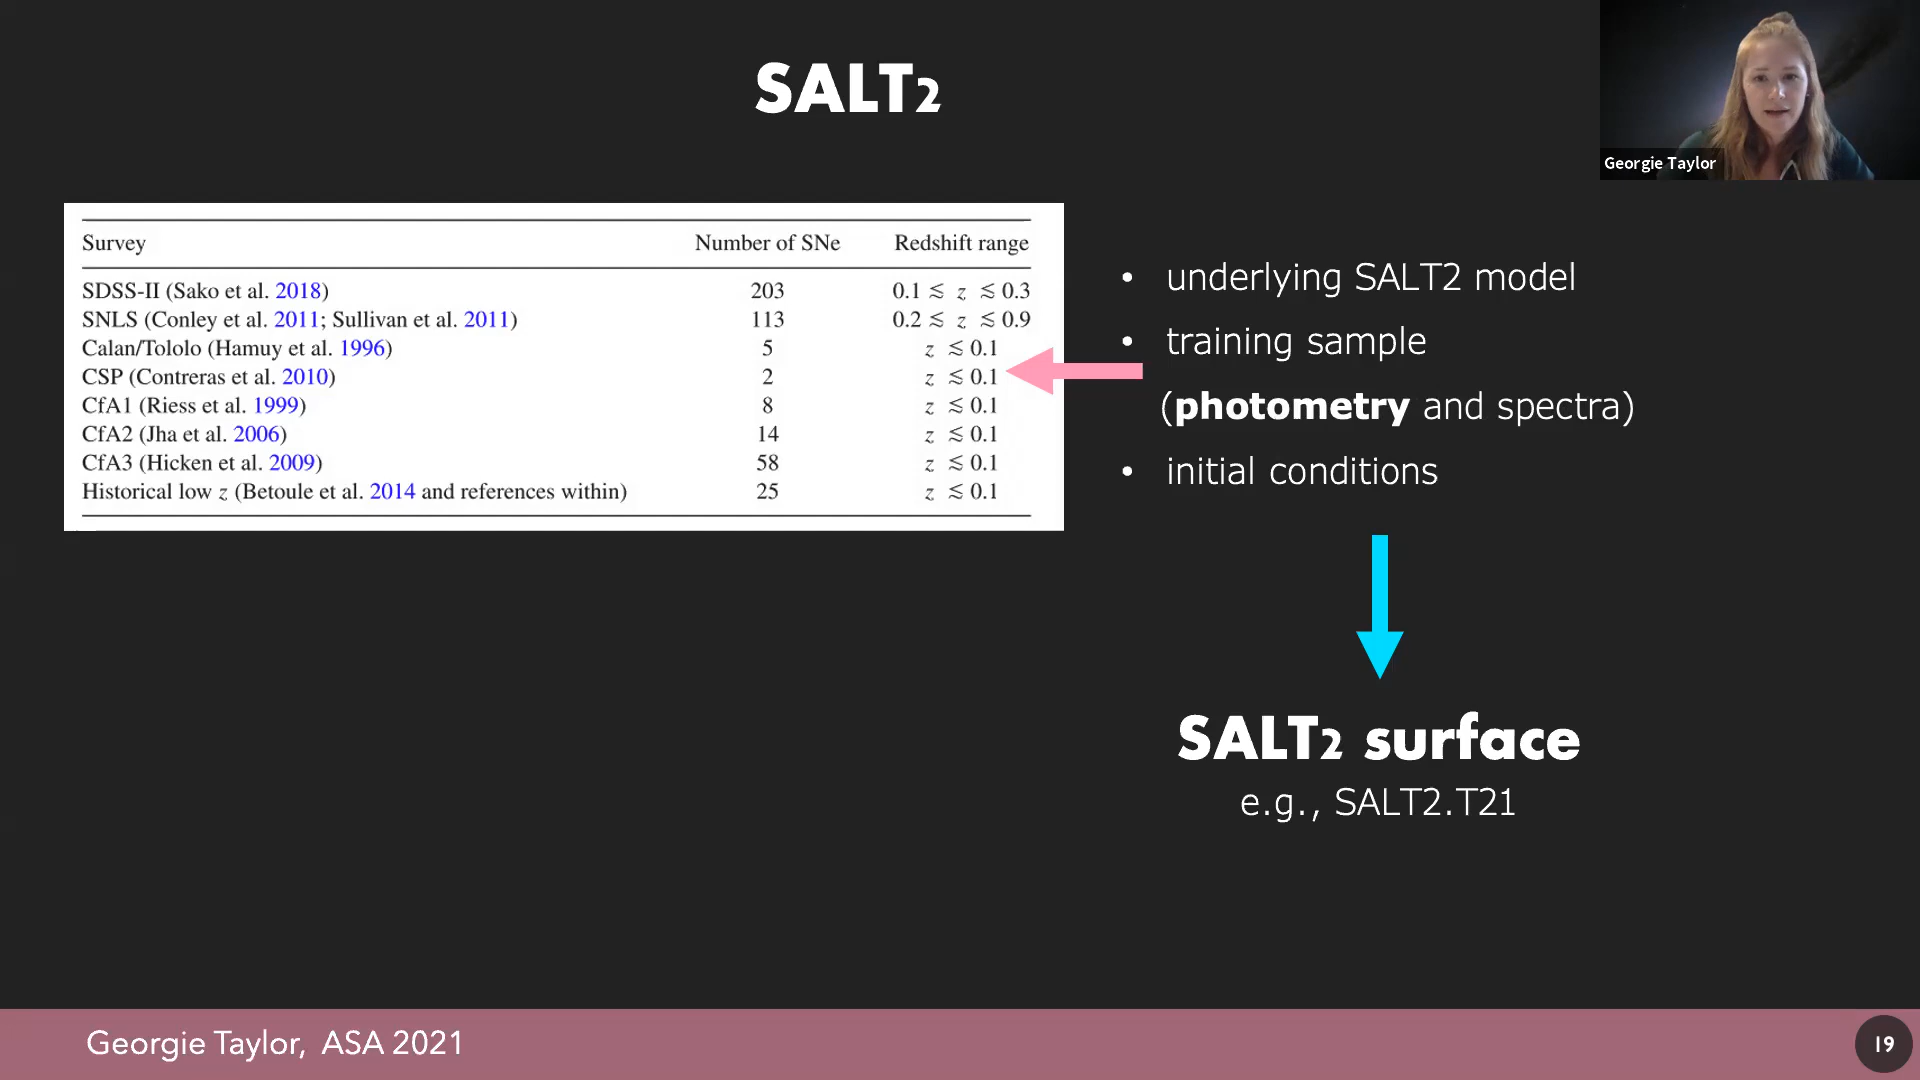 SALT2
Georgie Taylor
Survey Number of SNe Redshift range
SDSS-II (Sako et al. 2018) 203 0.1 ≲ z ≲ 0.3
SNLS (Conley et al. 2011; Sullivan et al. 2011) 113 0.2 ≲ z ≲ 0.9
Calan/Tololo (Hamuy et al. 1996) 5 z ≲ 0.1
CSP (Contreras et al. 2010) 2 z ≲ 0.1
CfA1 (Riess et al. 1999) 8 z ≲ 0.1
CfA2 (Jha et al. 2006) 14 z ≲ 0.1
CfA3 (Hicken et al. 2009) 58 z ≲ 0.1
Historical low z (Betoule et al. 2014 and references within) 25 z ≲ 0.1
• underlying SALT2 model
• training sample
(photometry and spectra)
• initial conditions
SALT2 surface
e.g., SALT2.T21
Georgie Taylor, ASA 2021
19